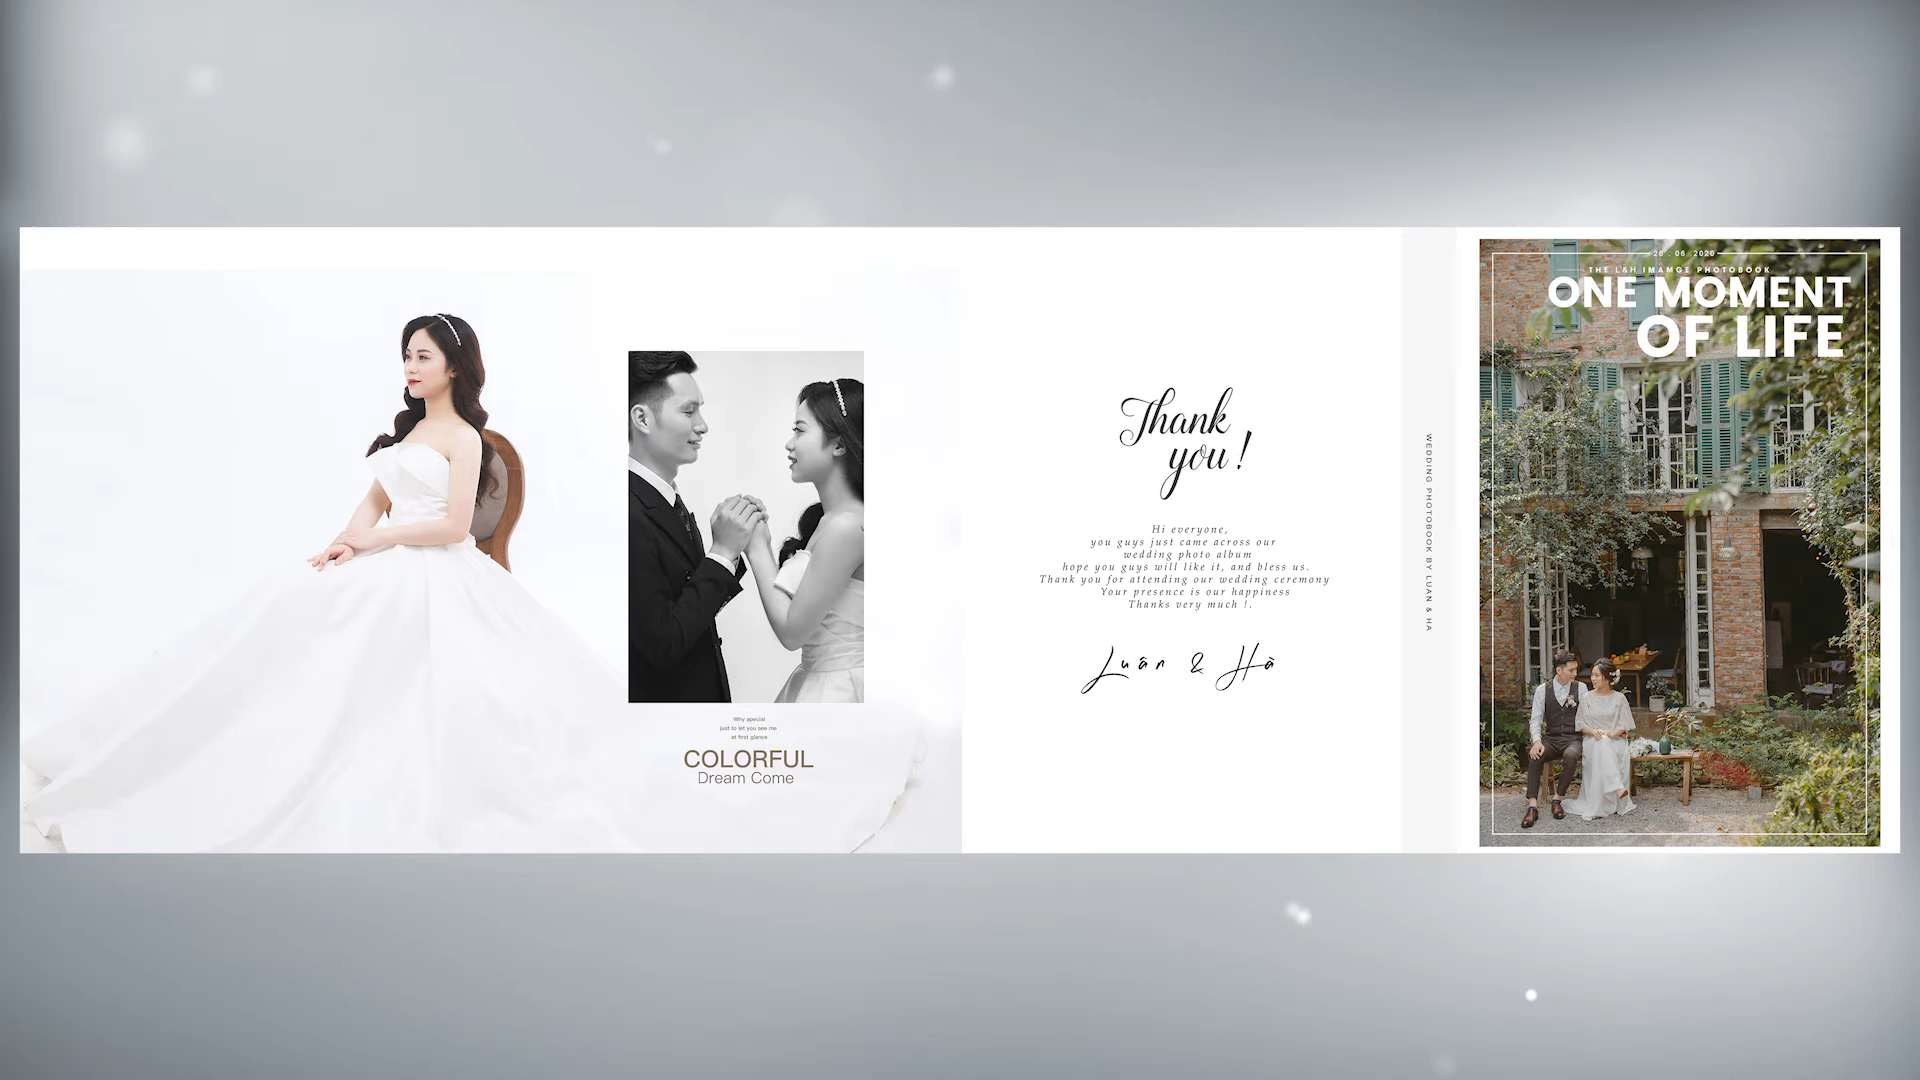 Why apecial
just to let you see me
at first glance
COLORFUL
Dream Come
Thank
you !
Hi everyone,
you guys just came across our
wedding photo album
hope you guys will like it, and bless us.
Thank you for attending our wedding ceremony
Your presence is our happiness
Thanks very much !.
Luân & Hà
WEDDING PHOTOBOOK BY LUAN & HA
28 . 06 .2020
THE L&H IMAMGE PHOTOBOOK
ONE MOMENT
OF LIFE